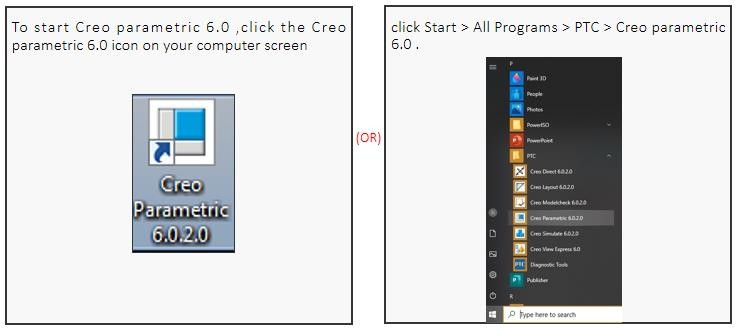 To start Creo parametric 6.0 ,click the Creo
parametric 6.0 icon on your computer screen
Creo
Parametric
6.0.2.0
(OR)
click Start > All Programs > PTC > Creo parametric
6.0 .
P
Paint 3D
People
Photos
PowerISO
PowerPoint
PTC
Creo Direct 6.0.2.0
Creo Layout 6.0.2.0
Creo Modelcheck 6.0.2.0
Creo Parametric 6.0.2.0
Creo Simulate 6.0.2.0
Creo View Express 6.0
PTC Diagnostic Tools
Publisher
R
Type here to search